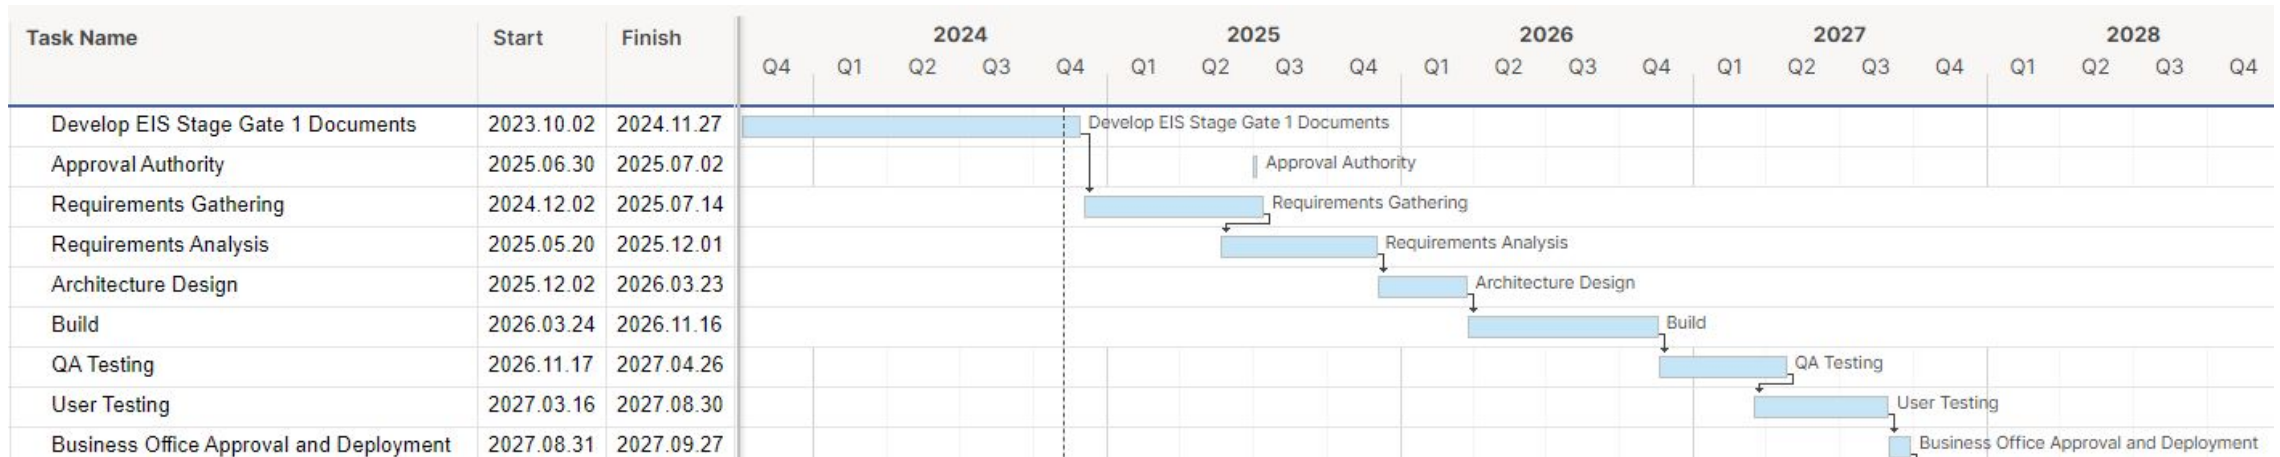 Task Name Start Finish 2024 2025 2026 2027 2028
Q4 Q1 Q2 Q3 Q4 Q1 Q2 Q3 Q4 Q1 Q2 Q3 Q4 Q1 Q2 Q3 Q4 Q1 Q2 Q3 Q4
Develop EIS Stage Gate 1 Documents 2023.10.02 2024.11.27 Develop EIS Stage Gate 1 Documents
Approval Authority 2025.06.30 2025.07.02 Approval Authority
Requirements Gathering 2024.12.02 2025.07.14 Requirements Gathering
Requirements Analysis 2025.05.20 2025.12.01 Requirements Analysis
Architecture Design 2025.12.02 2026.03.23 Architecture Design
Build 2026.03.24 2026.11.16 Build
QA Testing 2026.11.17 2027.04.26 QA Testing
User Testing 2027.03.16 2027.08.30 User Testing
Business Office Approval and Deployment 2027.08.31 2027.09.27 Business Office Approval and Deployment